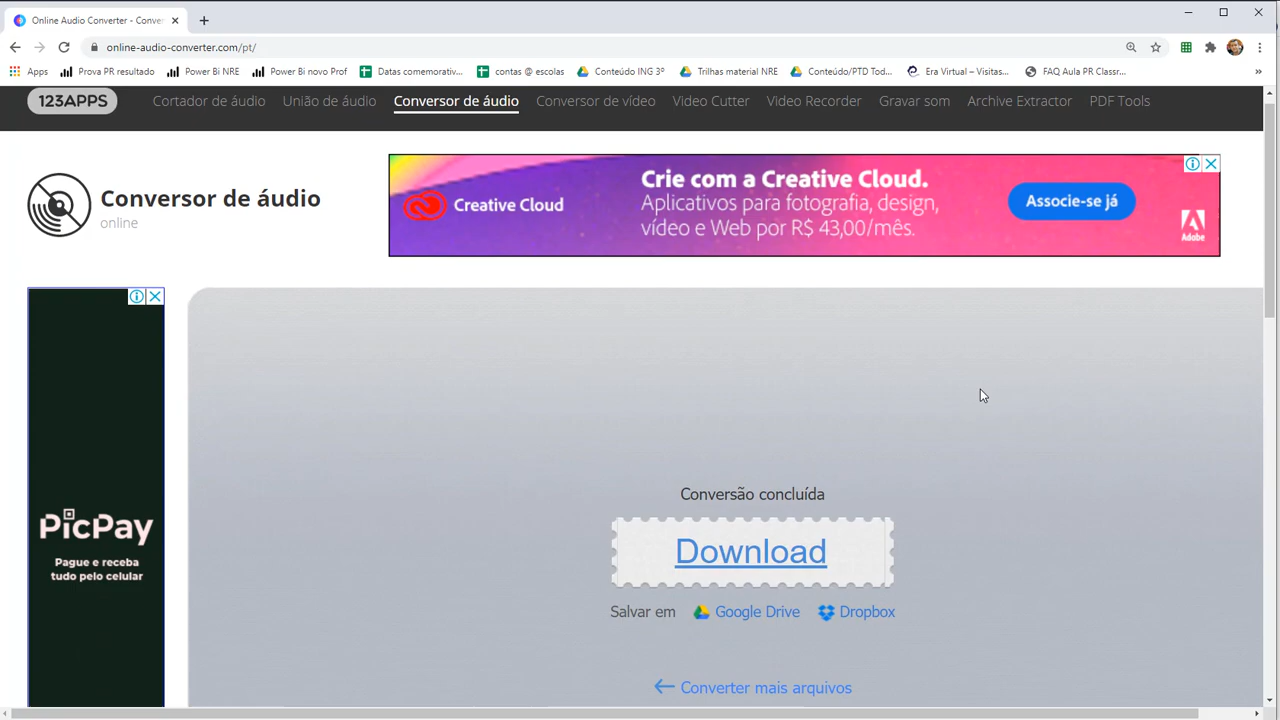 Online Audio Converter - Conver
online-audio-converter.com/pt/
Apps Prova PR resultado Power Bi NRE Power Bi novo Prof Datas comemorativ... contas @ escolas Conteúdo ING 3º Trilhas material NRE Conteúdo/PTD Tod... Era Virtual – Visitas... FAQ Aula PR Classr... »
123APPS Cortador de áudio União de áudio Conversor de áudio Conversor de vídeo Video Cutter Video Recorder Gravar som Archive Extractor PDF Tools
Conversor de áudio
online
Creative Cloud
Crie com a Creative Cloud.
Aplicativos para fotografia, design,
vídeo e Web por R$ 43,00/mês.
Associe-se já
Adobe
PicPay
Pague e receba
tudo pelo celular
Conversão concluída
Download
Salvar em Google Drive Dropbox
Converter mais arquivos